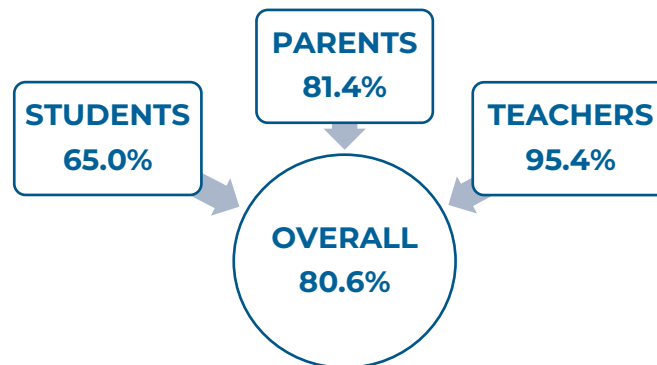 PARENTS
81.4%
STUDENTS
65.0%
TEACHERS
95.4%
OVERALL
80.6%